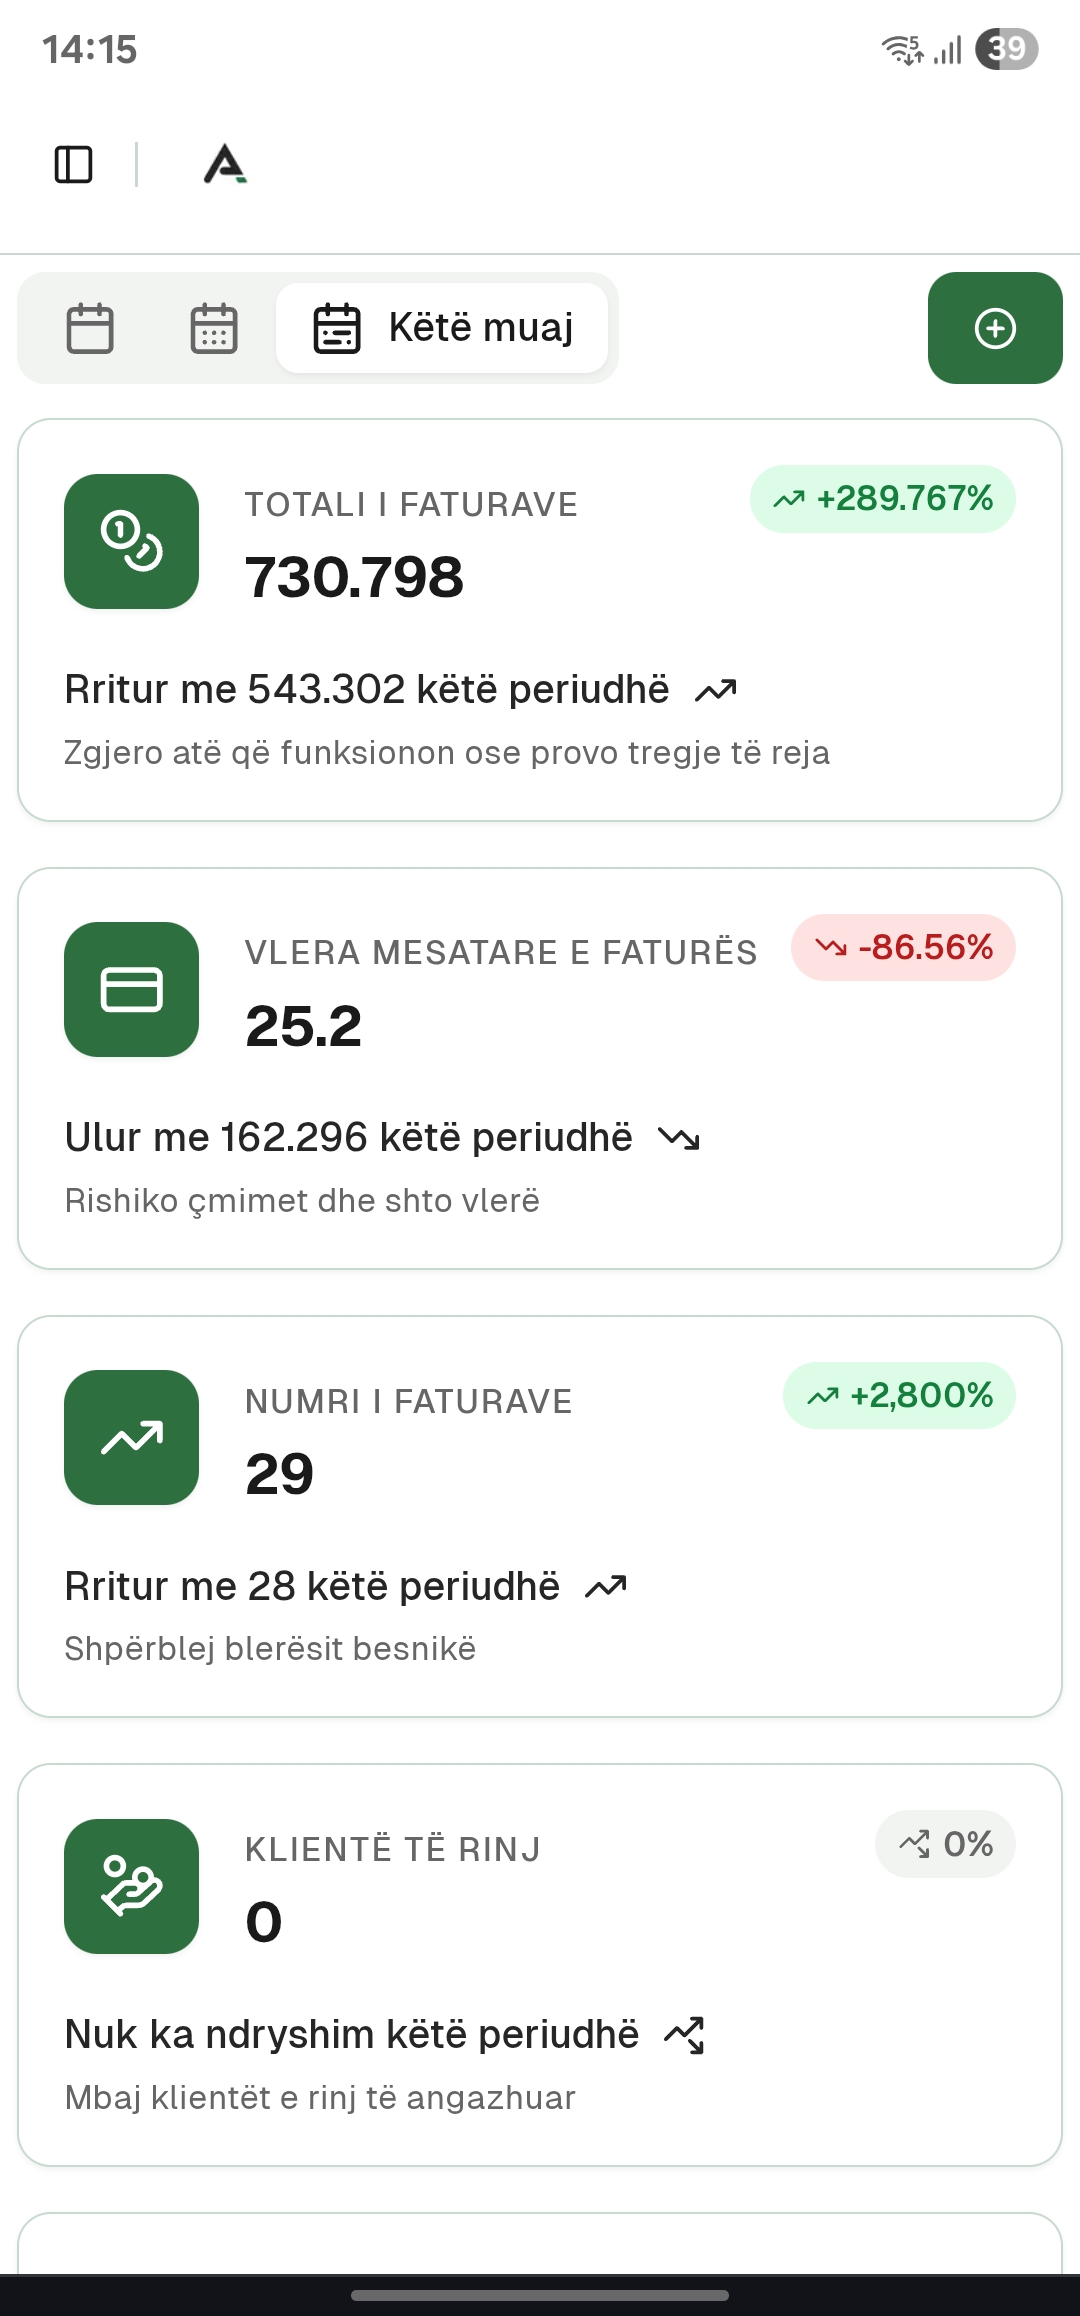 14:15
5
39
Këtë muaj
TOTALI I FATURAVE
+289.767%
730.798
Rritur me 543.302 këtë periudhë
Zgjero atë që funksionon ose provo tregje të reja
VLERA MESATARE E FATURËS
-86.56%
25.2
Ulur me 162.296 këtë periudhë
Rishiko çmimet dhe shto vlerë
NUMRI I FATURAVE
+2,800%
29
Rritur me 28 këtë periudhë
Shpërblej blerësit besnikë
KLIENTË TË RINJ
0%
0
Nuk ka ndryshim këtë periudhë
Mbaj klientët e rinj të angazhuar